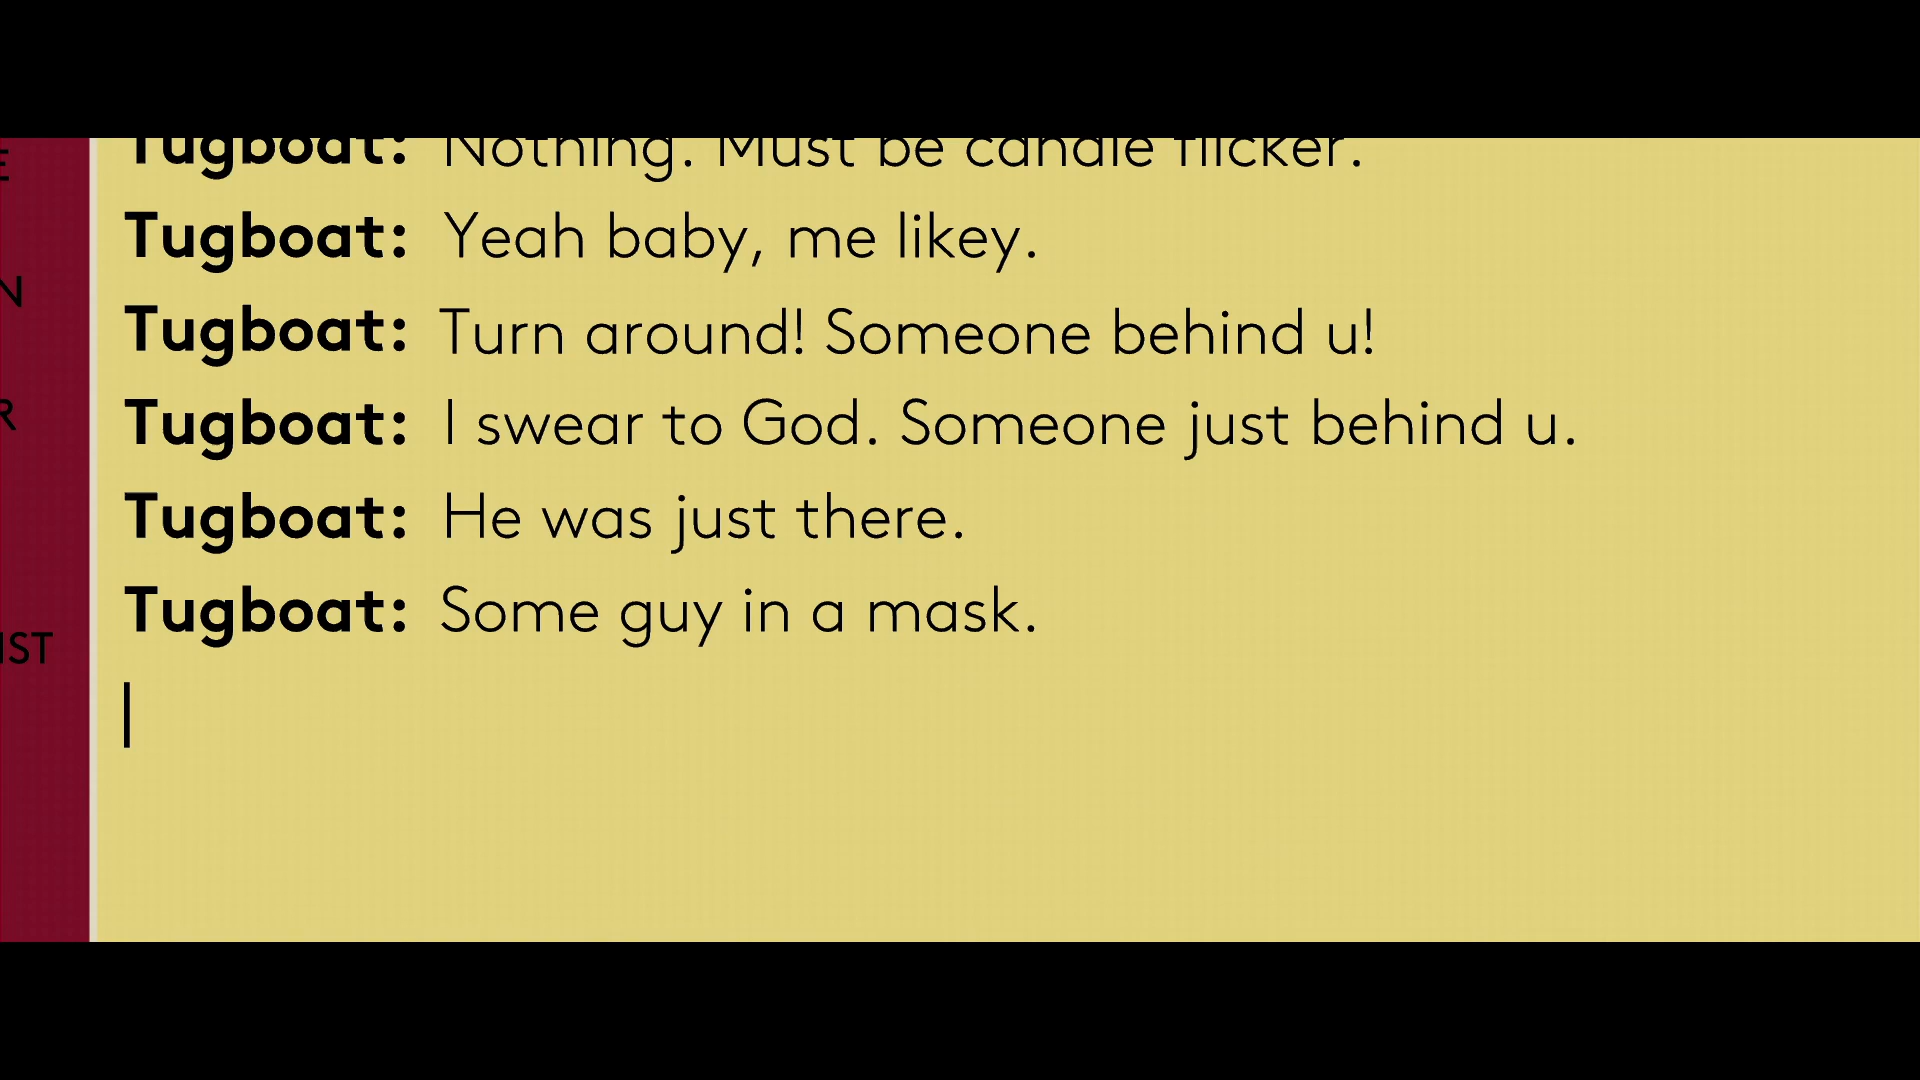 E
Tugboat: Nothing. Must be candle flicker.
N
Tugboat: Yeah baby, me likey.
Tugboat: Turn around! Someone behind u!
R
Tugboat: I swear to God. Someone just behind u.
Tugboat: He was just there.
Tugboat: Some guy in a mask.
IST